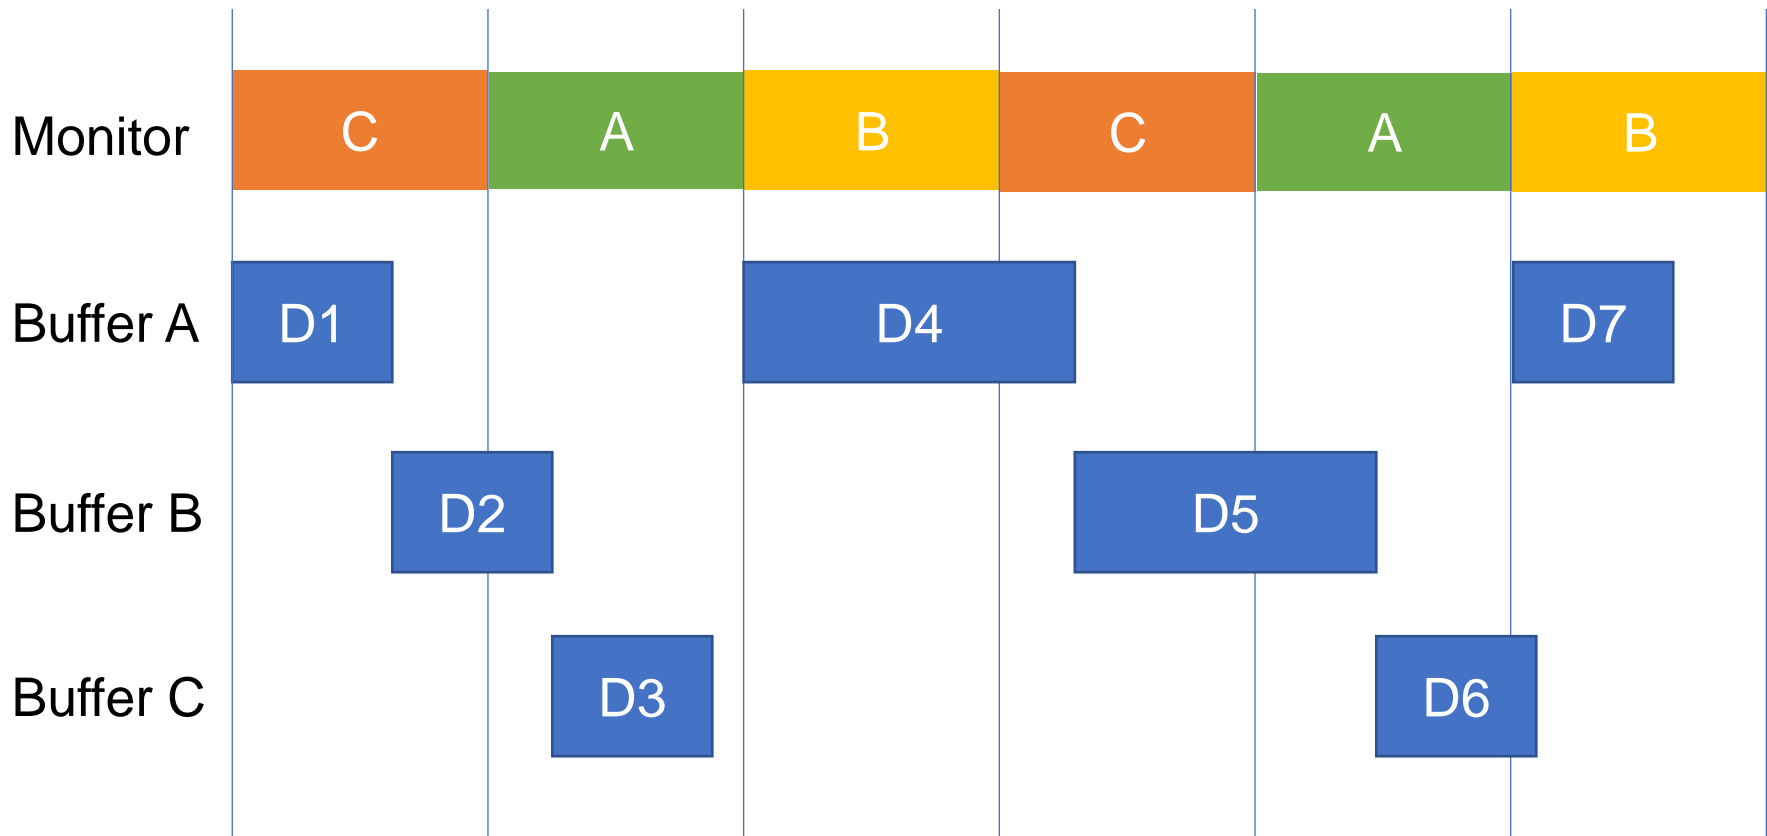 Monitor C A B C A B
Buffer A D1 D4 D7
Buffer B D2 D5
Buffer C D3 D6